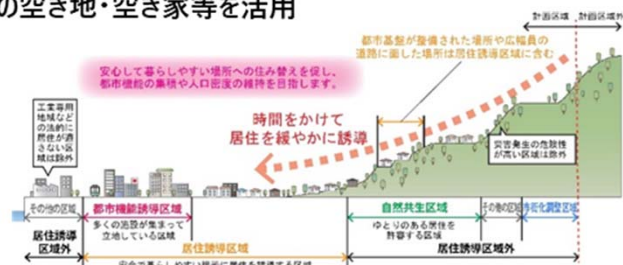 の空き地・空き家等を活用
計画区域 計画区域外
都市基盤が整備された場所や広幅員の
道路に面した場所は居住誘導区域に含む
安心して暮らしやすい場所への住み替えを促し、
都市機能の集積や人口密度の維持を目指します。
工業専用
地域など
の法的に
居住が適
さない区
域は除外
時間をかけて
居住を緩やかに誘導
災害発生の危険性
が高い区域は除外
その他の区域
都市機能誘導区域
自然共生区域
その他の区域
市街化調整区域
多くの施設が集まって
立地している区域
ゆとりのある居住を
許容する区域
居住誘導
区域外
居住誘導区域
居住誘導区域外